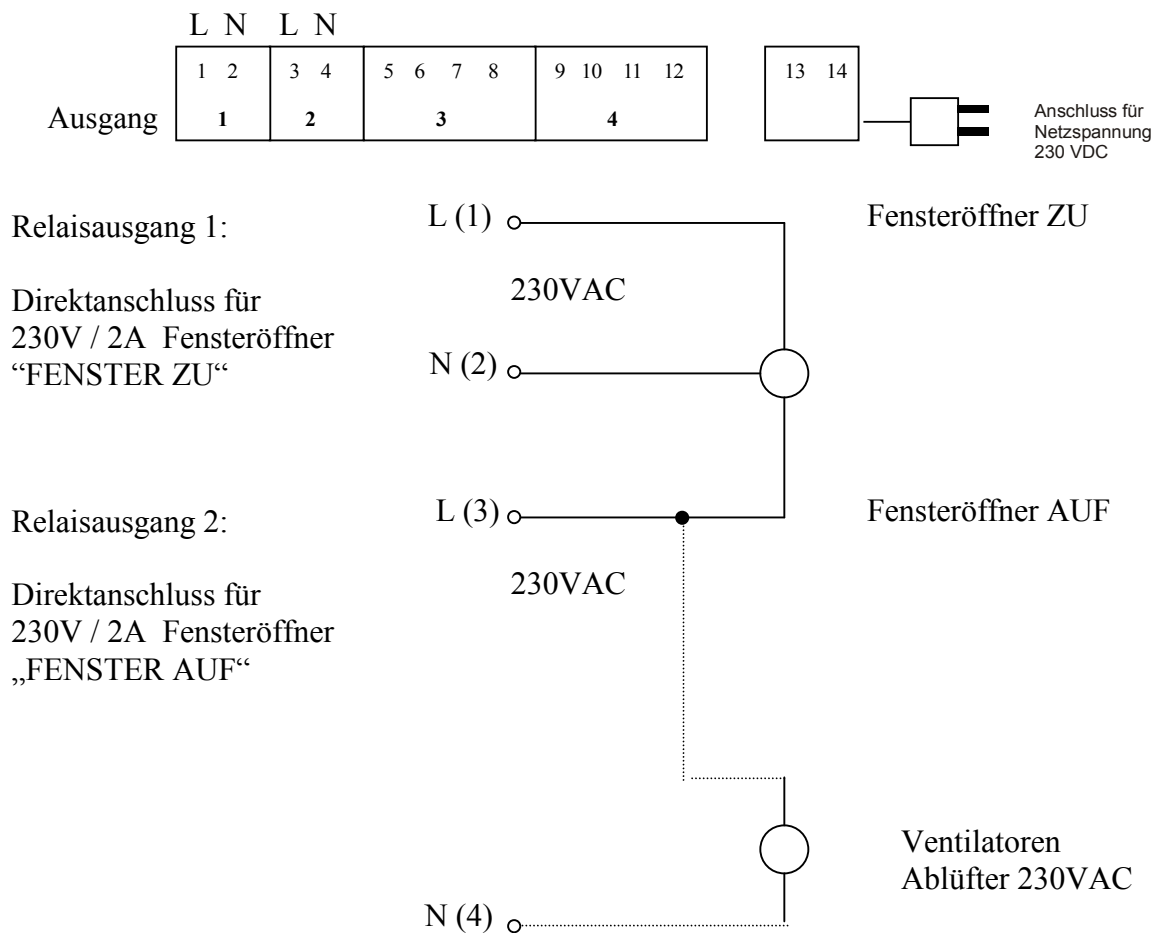 L N L N
1 2 3 4 5 6 7 8 9 10 11 12 13 14
Ausgang 1 2 3 4
Anschluss für
Netzspannung
230 VDC
Relaisausgang 1:
L (1)
Fensteröffner ZU
Direktanschluss für
230V / 2A Fensteröffner
“FENSTER ZU“
230VAC
N (2)
Relaisausgang 2:
L (3)
Fensteröffner AUF
Direktanschluss für
230V / 2A Fensteröffner
„FENSTER AUF“
230VAC
Ventilatoren
Ablüfter 230VAC
N (4)